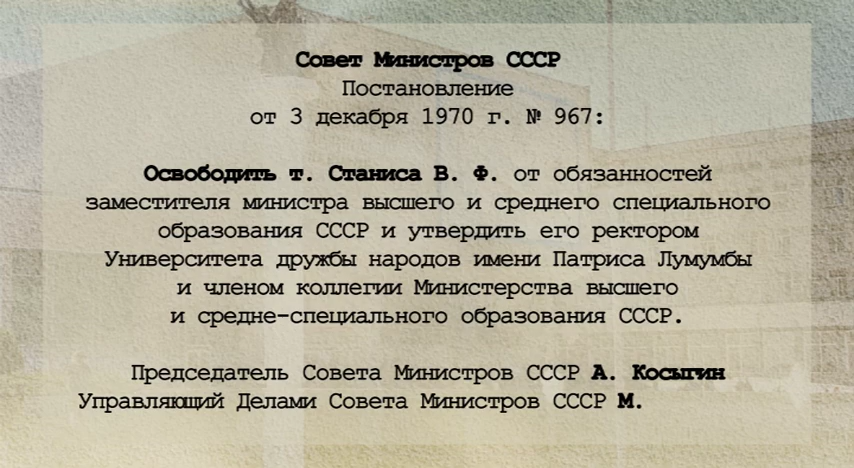 Совет Министров СССР
Постановление
от 3 декабря 1970 г. № 967:
Освободить т. Станиса В. Ф. от обязанностей
заместителя министра высшего и среднего специального
образования СССР и утвердить его ректором
Университета дружбы народов имени Патриса Лумумбы
и членом коллегии Министерства высшего
и средне-специального образования СССР.
Председатель Совета Министров СССР А. Косыгин
Управляющий Делами Совета Министров СССР М.